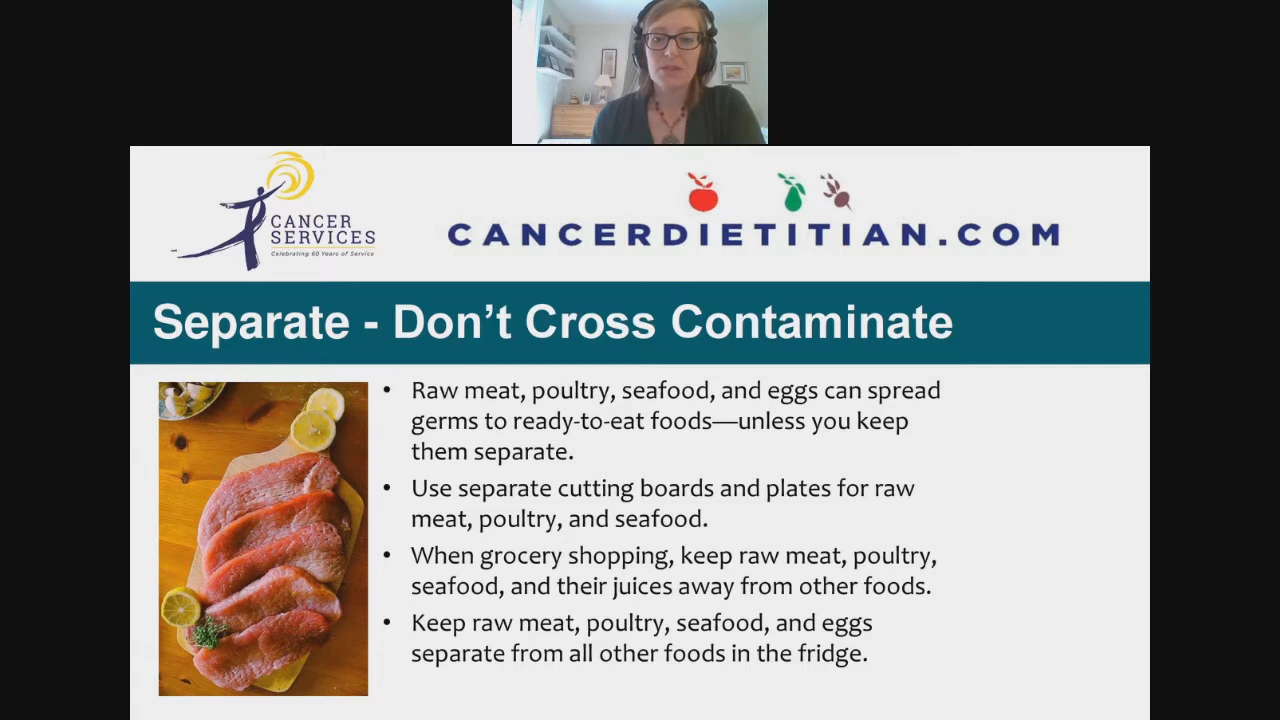 CANCER
SERVICES
Celebrating 60 Years of Service
CANCERDIETITIAN.COM
Separate - Don’t Cross Contaminate
• Raw meat, poultry, seafood, and eggs can spread
germs to ready-to-eat foods—unless you keep
them separate.
• Use separate cutting boards and plates for raw
meat, poultry, and seafood.
• When grocery shopping, keep raw meat, poultry,
seafood, and their juices away from other foods.
• Keep raw meat, poultry, seafood, and eggs
separate from all other foods in the fridge.